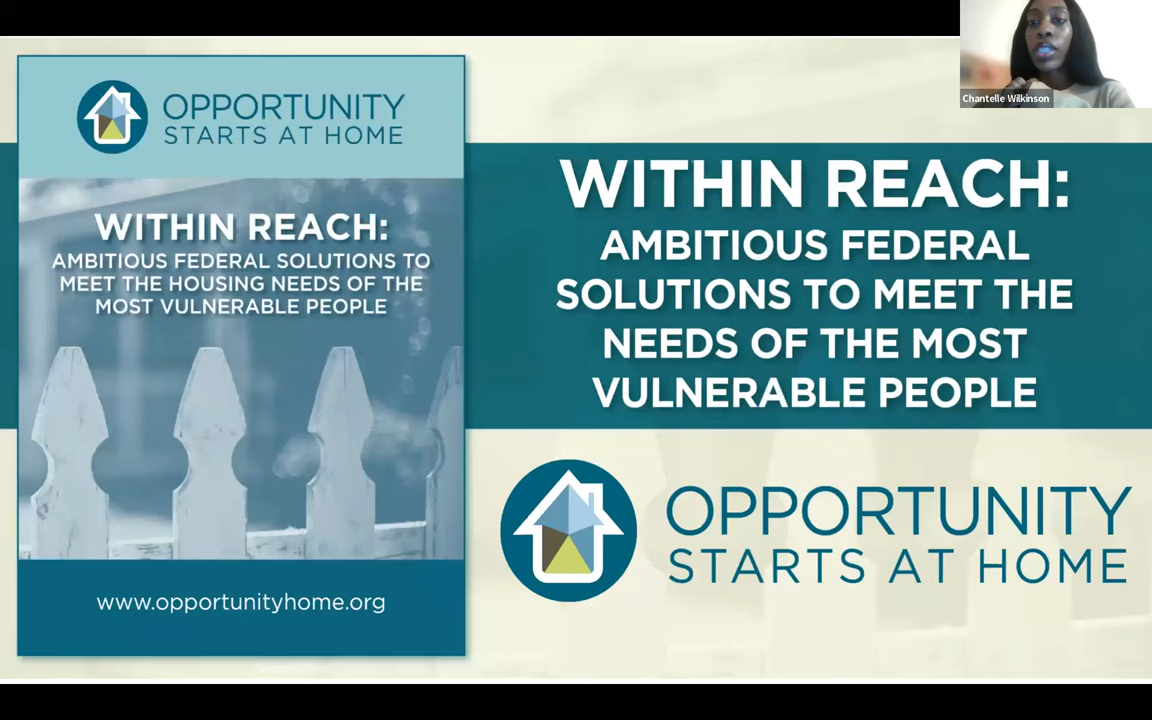 OPPORTUNITY
STARTS AT HOME
WITHIN REACH:
AMBITIOUS FEDERAL SOLUTIONS TO
MEET THE HOUSING NEEDS OF THE
MOST VULNERABLE PEOPLE
www.opportunityhome.org
Chantelle Wilkinson
WITHIN REACH:
AMBITIOUS FEDERAL
SOLUTIONS TO MEET THE
NEEDS OF THE MOST
VULNERABLE PEOPLE
OPPORTUNITY
STARTS AT HOME